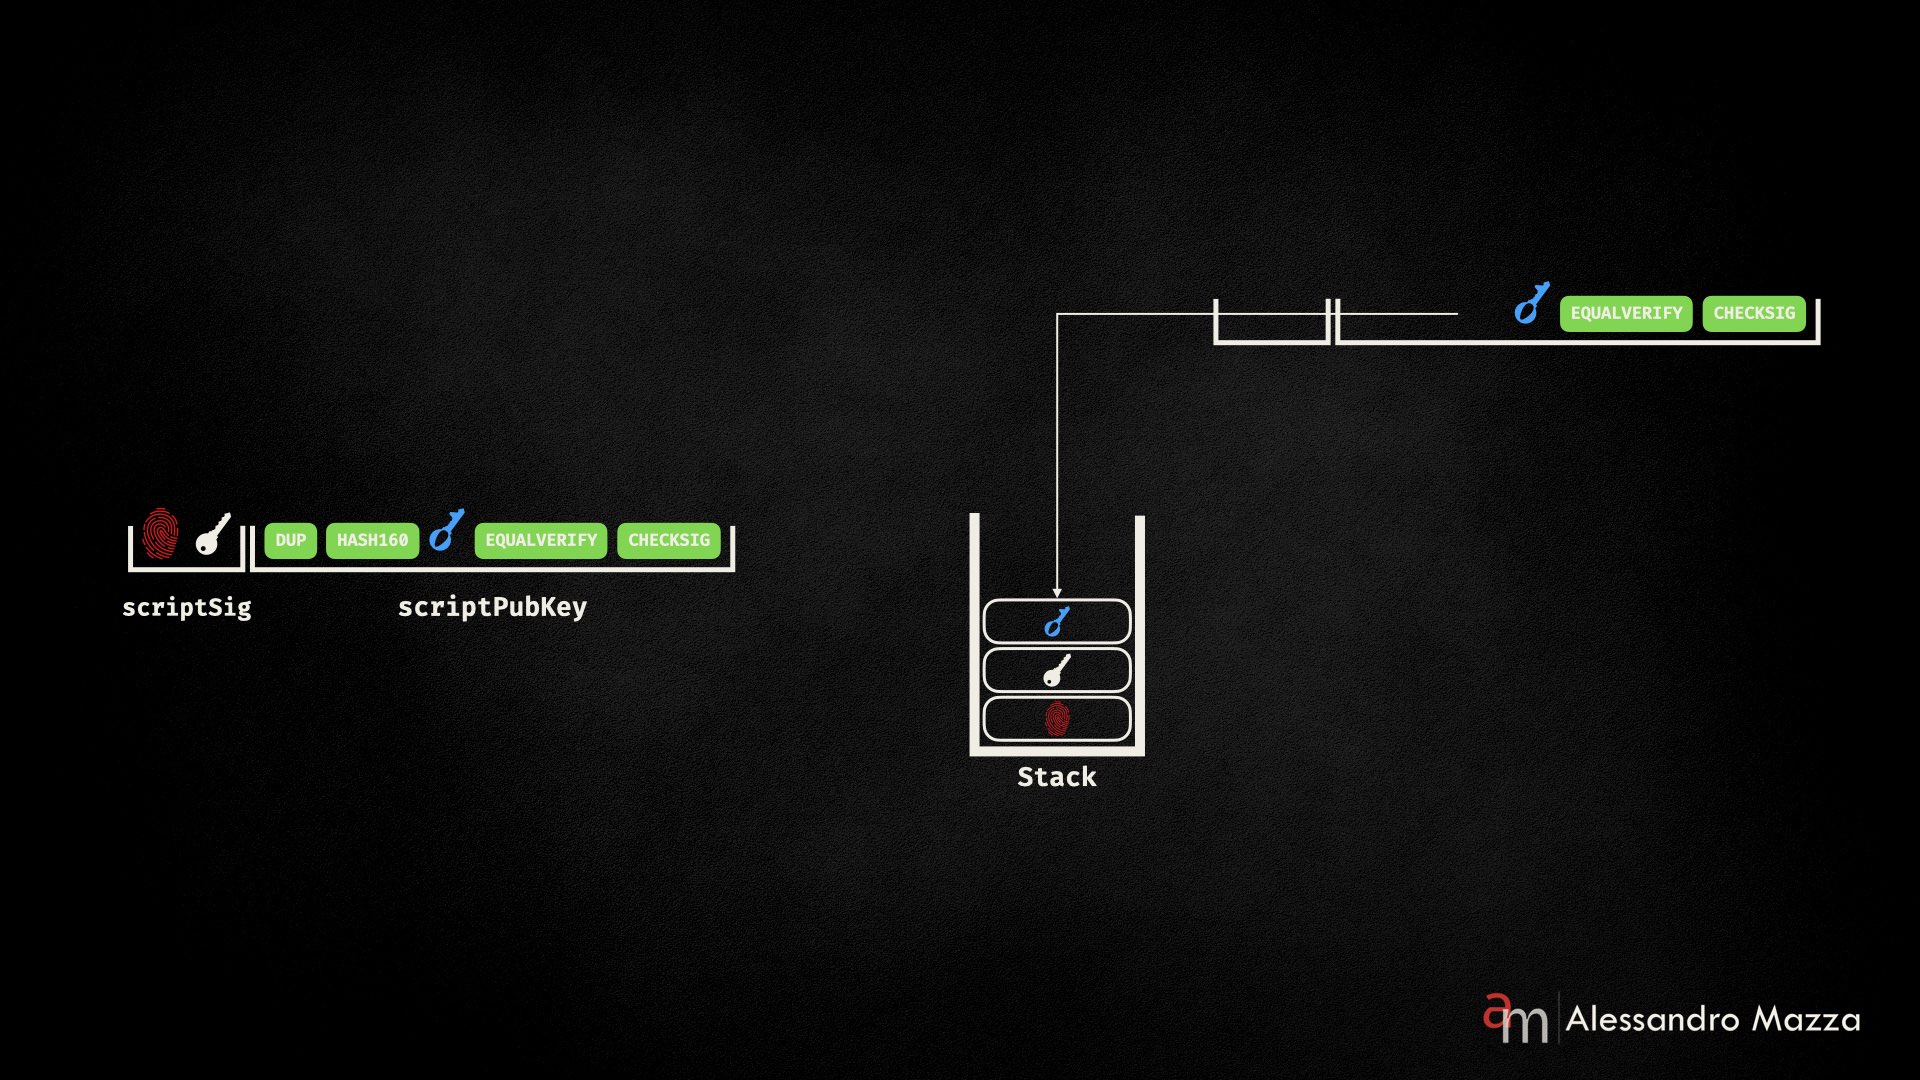 EQUALVERIFY CHECKSIG
DUP HASH160 EQUALVERIFY CHECKSIG
scriptSig scriptPubKey
Stack
am Alessandro Mazza